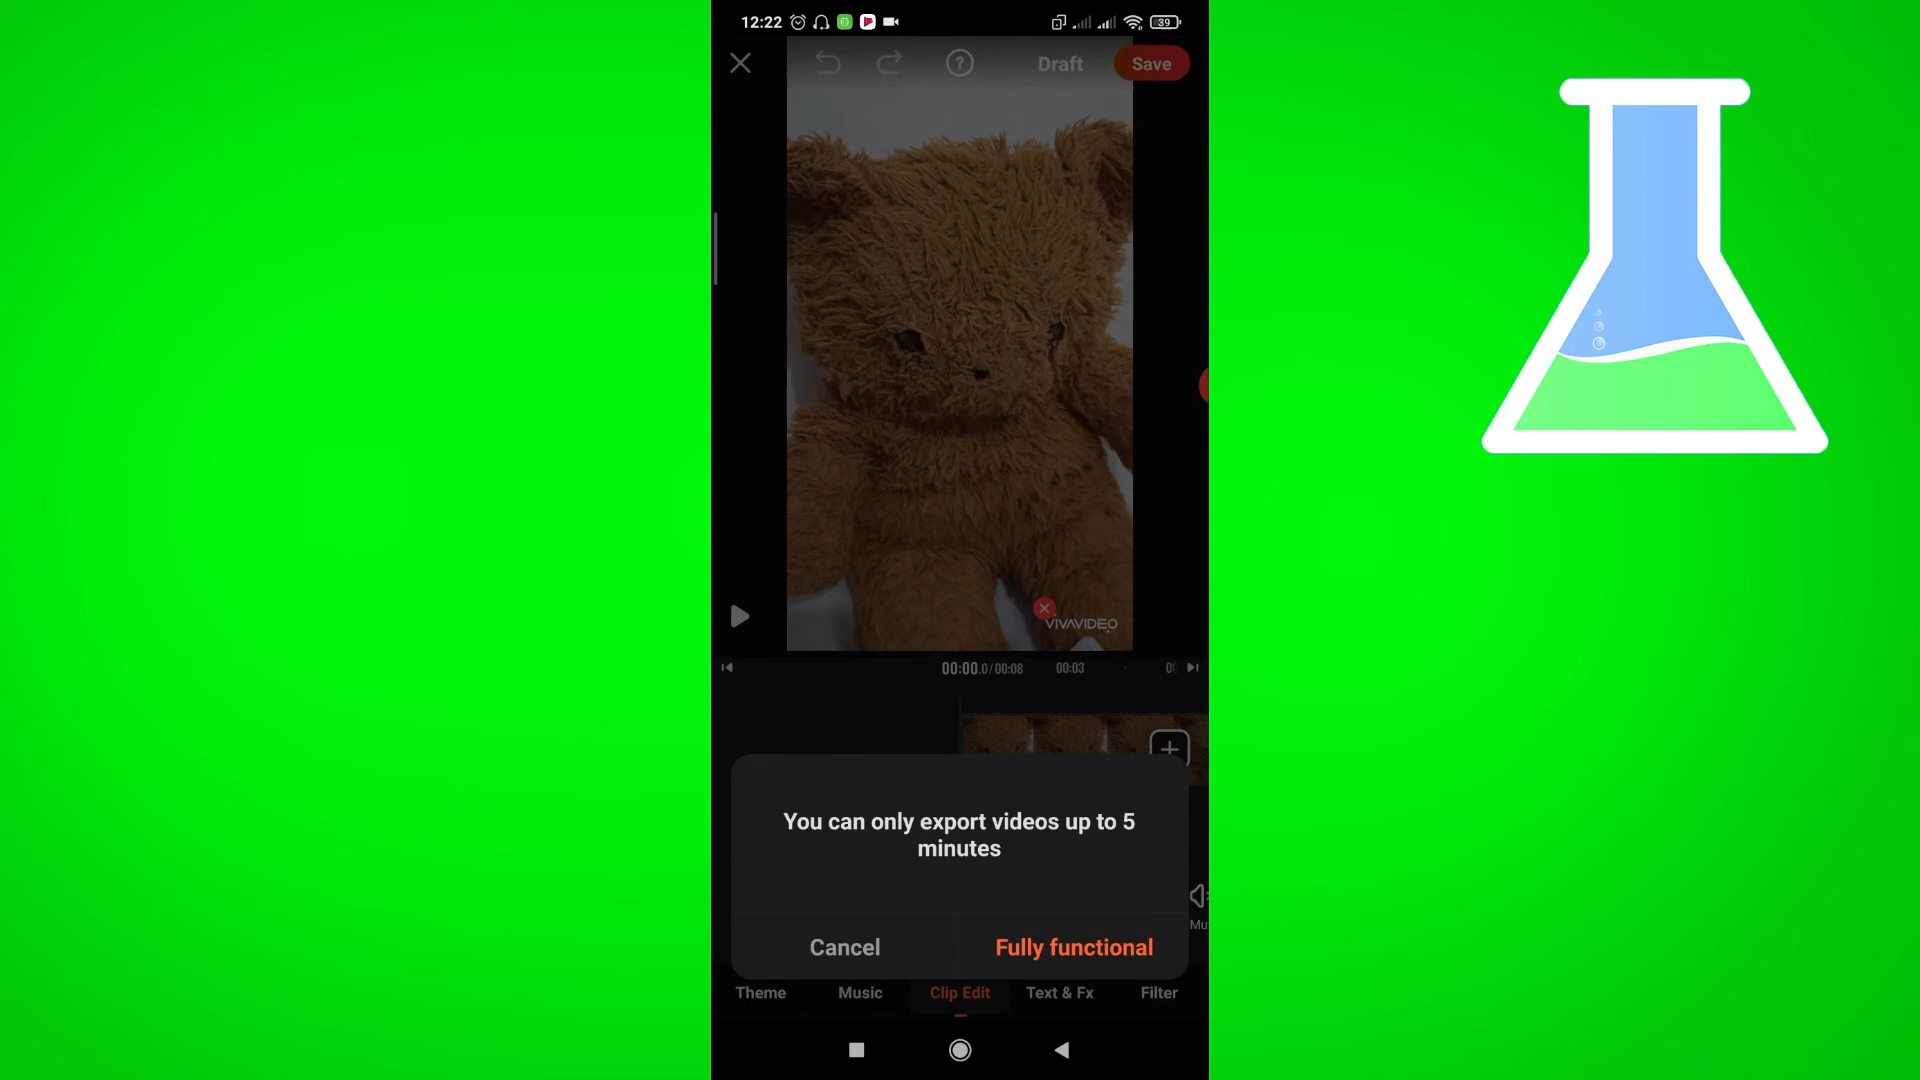 12:22
39
Draft
Save
VIVAVIDEO
00:00.0/00:08
00:03
You can only export videos up to 5
minutes
Cancel
Fully functional
Theme
Music
Clip Edit
Text & Fx
Filter